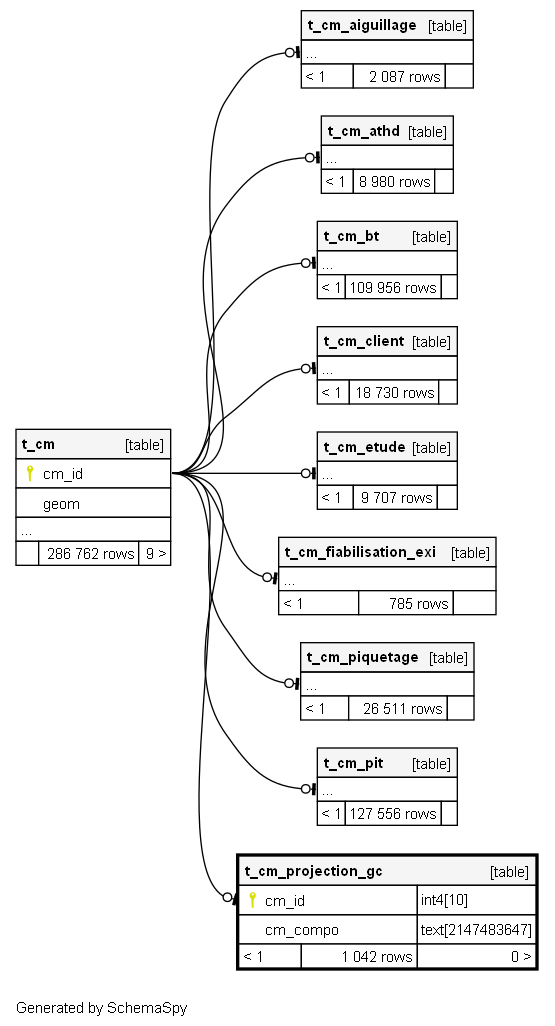 t_cm_aiguillage [table]
...
< 1 2 087 rows
t_cm_athd [table]
...
< 1 8 980 rows
t_cm_bt [table]
...
< 1 109 956 rows
t_cm_client [table]
...
< 1 18 730 rows
t_cm [table]
cm_id
geom
...
286 762 rows 9 >
t_cm_etude [table]
...
< 1 9 707 rows
t_cm_fiabilisation_exi [table]
...
< 1 785 rows
t_cm_piquetage [table]
...
< 1 26 511 rows
t_cm_pit [table]
...
< 1 127 556 rows
t_cm_projection_gc [table]
cm_id int4[10]
cm_compo text[2147483647]
< 1 1 042 rows 0 >
Generated by SchemaSpy